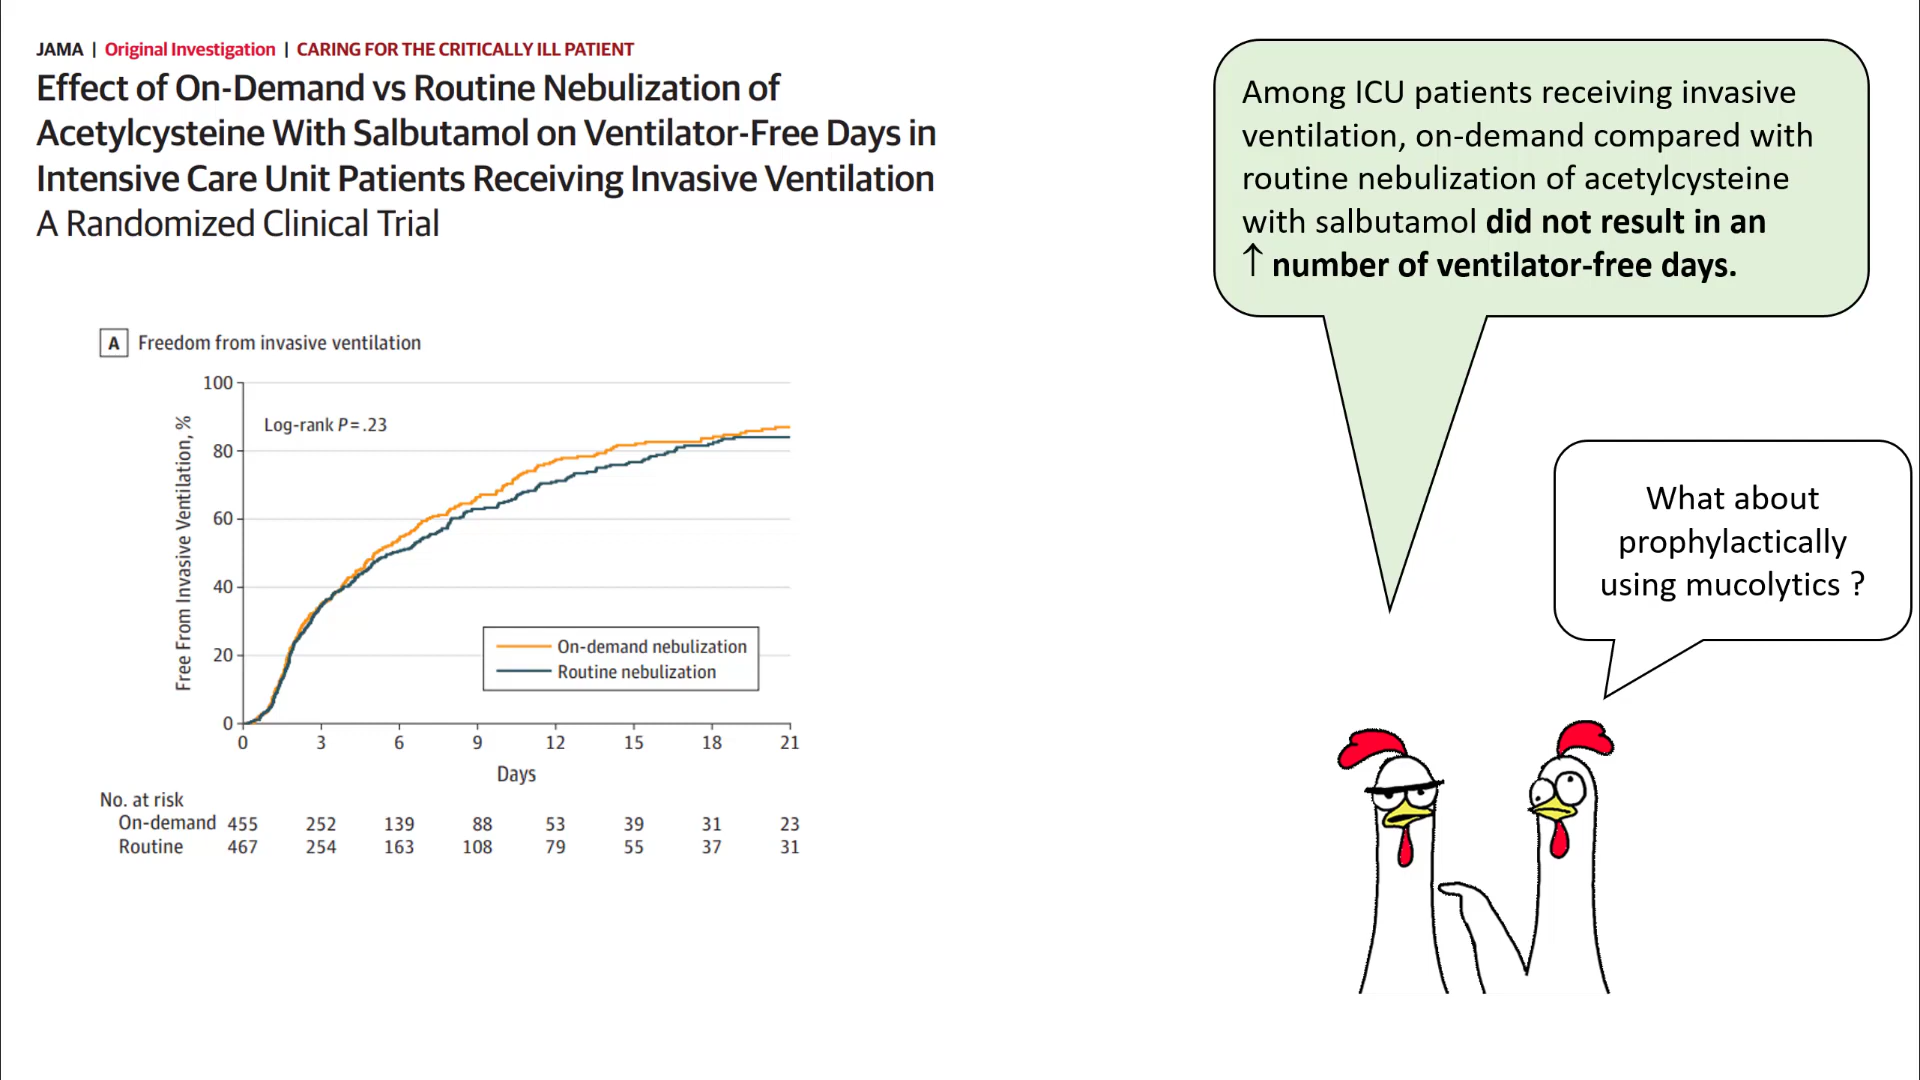 JAMA | Original Investigation | CARING FOR THE CRITICALLY ILL PATIENT
Effect of On-Demand vs Routine Nebulization of
Acetylcysteine With Salbutamol on Ventilator-Free Days in
Intensive Care Unit Patients Receiving Invasive Ventilation
A Randomized Clinical Trial
A Freedom from invasive ventilation
Free From Invasive Ventilation, %
100
80
60
40
20
0
Log-rank P = .23
On-demand nebulization
Routine nebulization
0 3 6 9 12 15 18 21
Days
No. at risk
On-demand 455 252 139 88 53 39 31 23
Routine 467 254 163 108 79 55 37 31
Among ICU patients receiving invasive
ventilation, on-demand compared with
routine nebulization of acetylcysteine
with salbutamol did not result in an
↑ number of ventilator-free days.
What about
prophylactically
using mucolytics ?